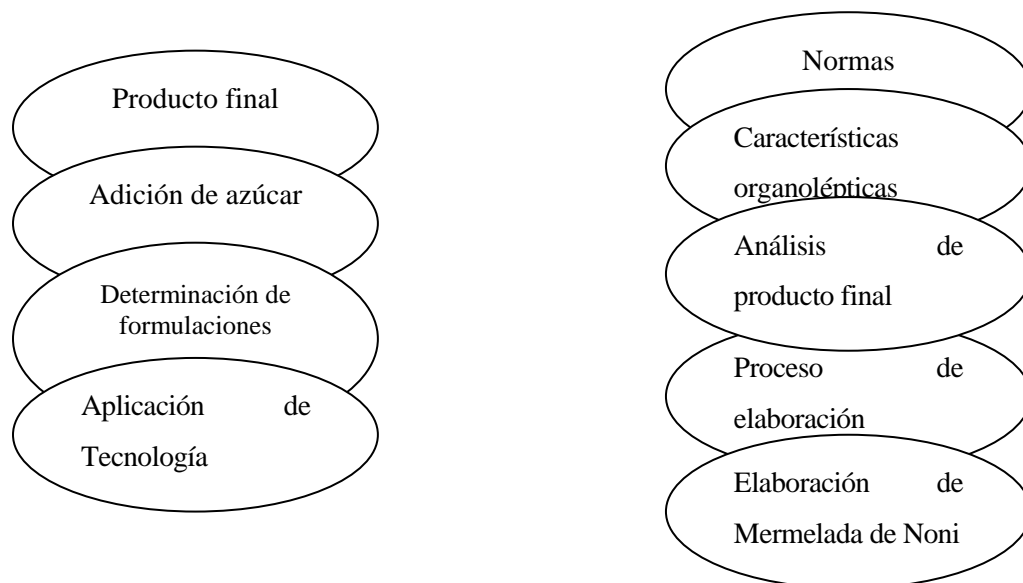 Producto final
Adición de azúcar
Determinación de
formulaciones
Aplicación de
Tecnología
Normas
Característicias
organolépticas
Análisis de
producto final
Proceso de
elaboración
Elaboración de
Mermelada de Noni